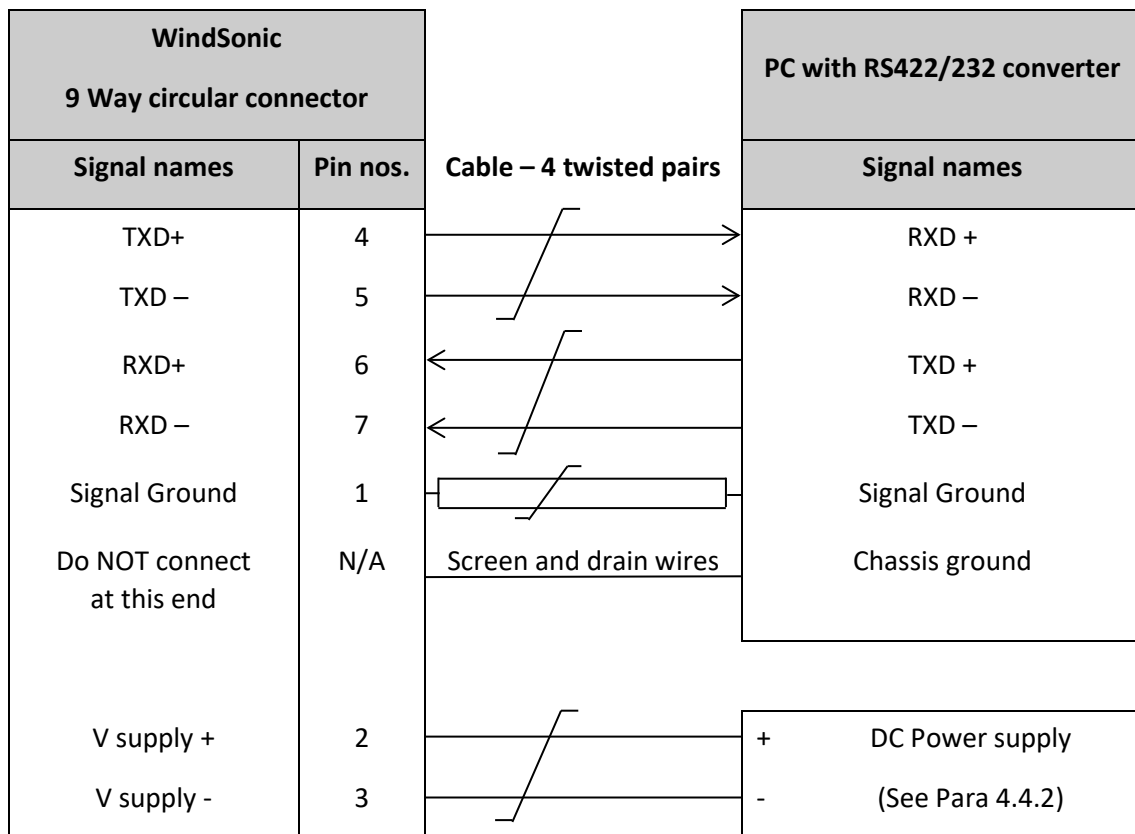 WindSonic
9 Way circular connector
PC with RS422/232 converter
Signal names Pin nos. Cable – 4 twisted pairs Signal names
TXD+ 4 RXD +
TXD – 5 RXD –
RXD+ 6 TXD +
RXD – 7 TXD –
Signal Ground 1 Signal Ground
Do NOT connect N/A Screen and drain wires Chassis ground
at this end
V supply + 2 + DC Power supply
V supply - 3 - (See Para 4.4.2)